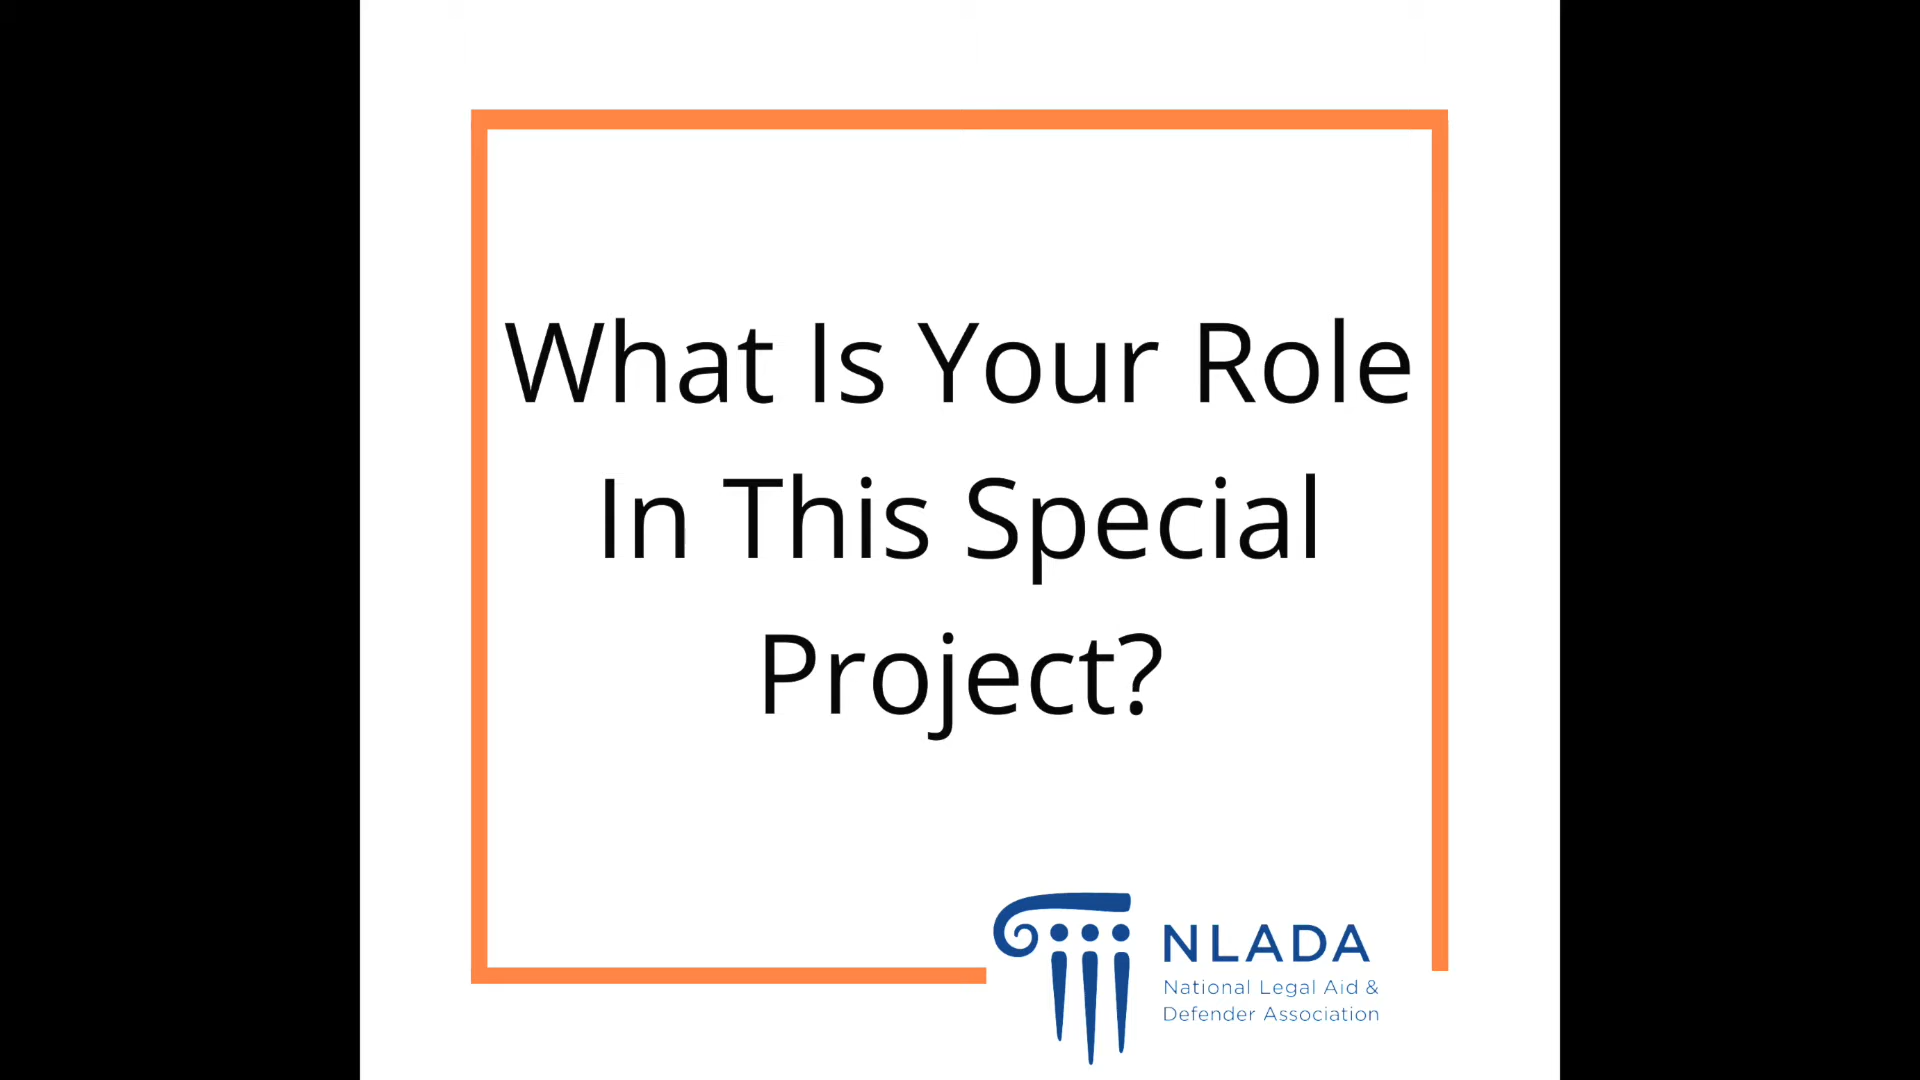 What Is Your Role
In This Special
Project?
NLADA
National Legal Aid &
Defender Association